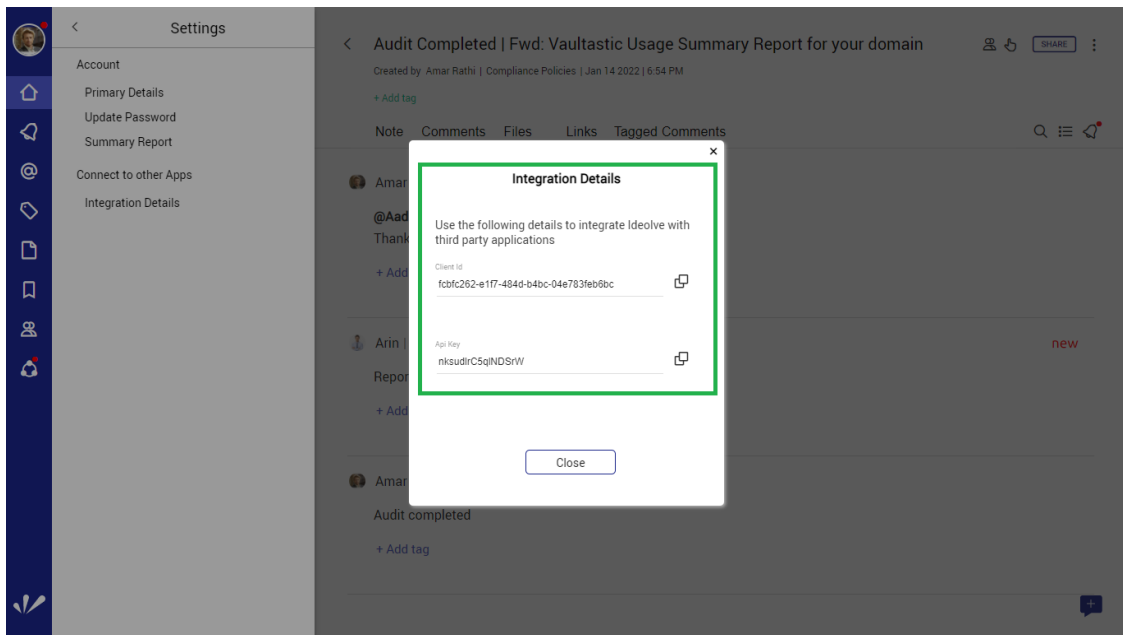 Settings
Account
Primary Details
Update Password
Summary Report
Connect to other Apps
Integration Details
Audit Completed | Fwd: Vaultastic Usage Summary Report for your domain
SHARE
Created by Amar Rathi | Compliance Policies | Jan 14 2022 | 6:54 PM
+ Add tag
Note Comments Files Links Tagged Comments
Amar
@Aad
Thank
+ Add
Arin |
new
Repor
+ Add
Amar
Audit completed
+ Add tag
×
Integration Details
Use the following details to integrate Ideolve with
third party applications
Client Id
fcbfc262-e1f7-484d-b4bc-04e783feb6bc
Api Key
Close